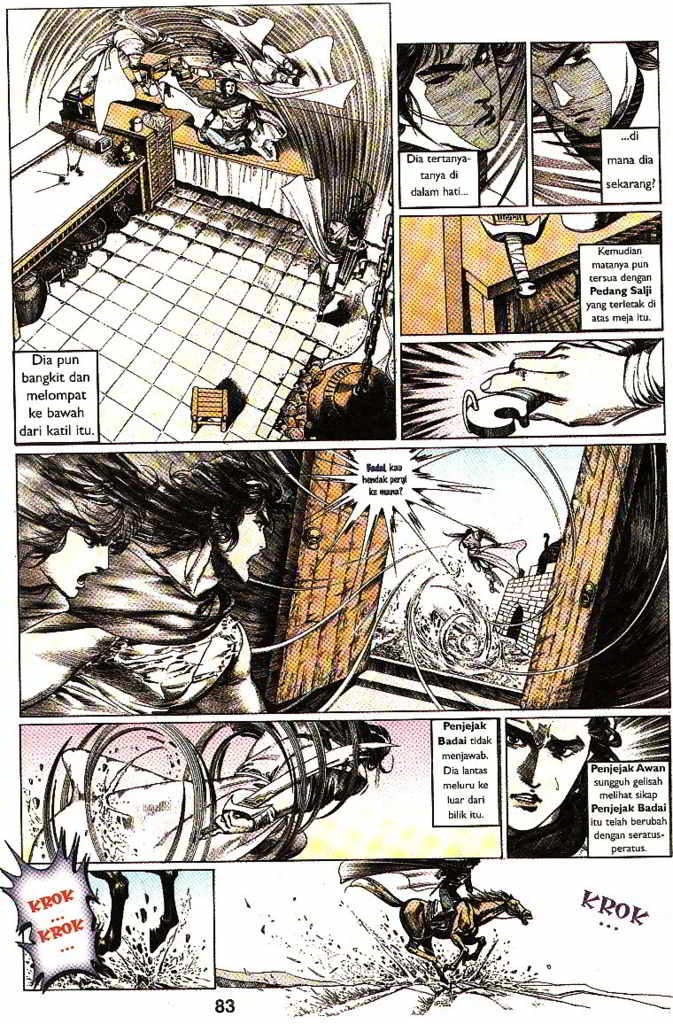 Dia pun
bangkit dan
melompat
ke bawah
dari katil itu.
Dia tertanya-
tanya di
dalam hati...
...di
mana dia
sekarang?
Kemudian
matanya pun
tersua dengan
Pedang Salji
yang terletak di
atas meja itu.
Badai, kau
hendak pergi
ke mana?
Penjejak
Badai tidak
menjawab.
Dia lantas
meluru ke
luar dari
bilik itu.
Penjejak Awan
sungguh gelisah
melihat sikap
Penjejak Badai
itu telah berubah
dengan seratus-
peratus.
KROK
...
KROK
...
KROK
...
83